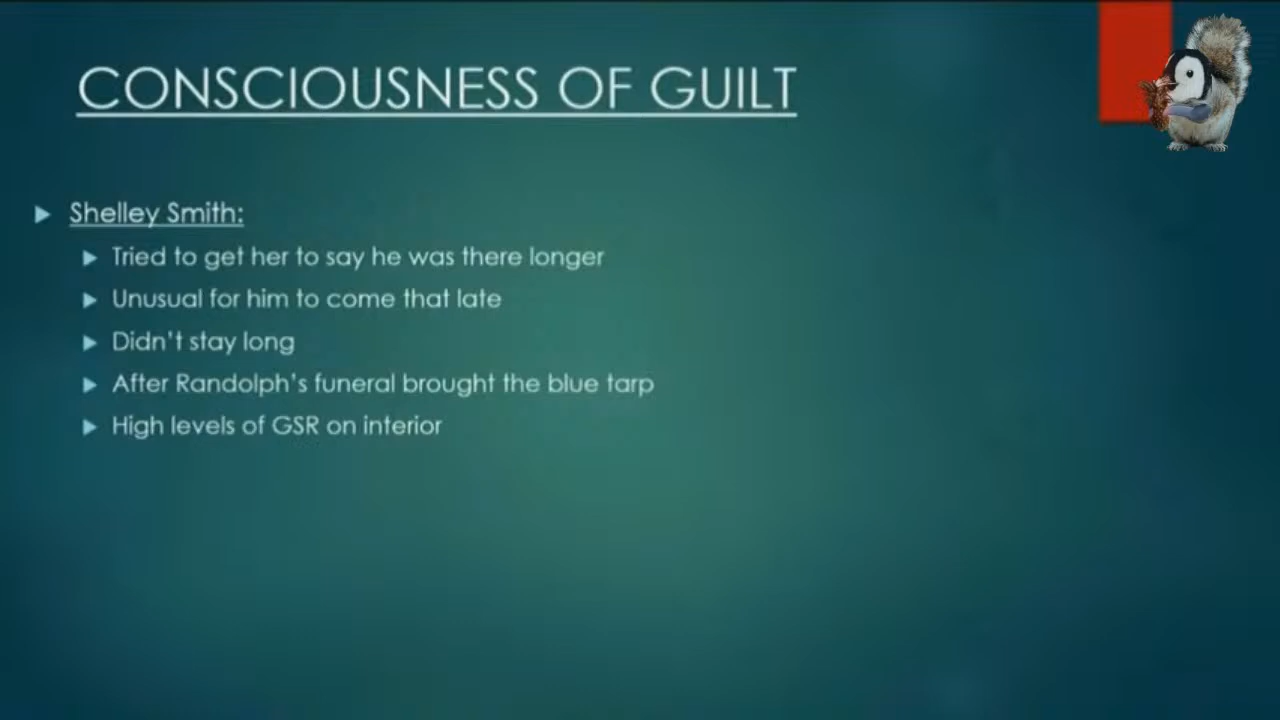 CONSCIOUSNESS OF GUILT
Shelley Smith:
Tried to get her to say he was there longer
Unusual for him to come that late
Didn't stay long
After Randolph's funeral brought the blue tarp
High levels of GSR on interior